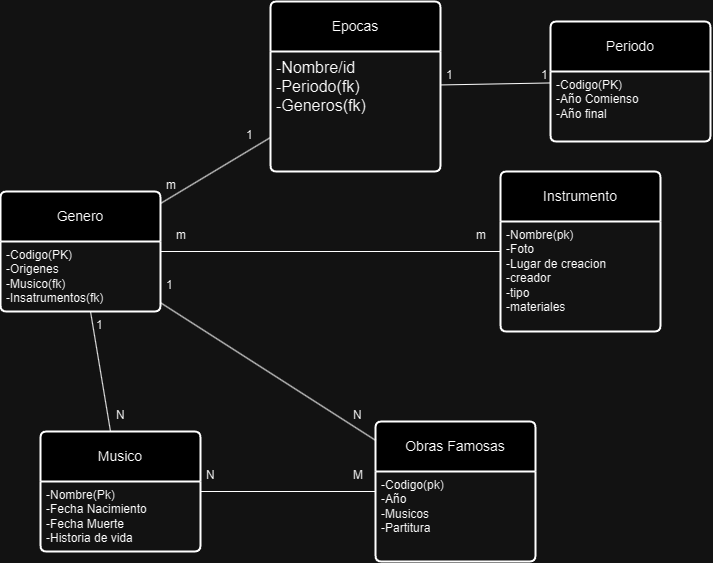 Epocas
-Nombre/id
-Periodo(fk)
-Generos(fk)
1
1
Periodo
-Codigo(PK)
-Año Comienso
-Año final
1
m
Genero
-Codigo(PK)
-Origenes
-Musico(fk)
-Insatrumentos(fk)
m
m
Instrumento
-Nombre(pk)
-Foto
-Lugar de creacion
-creador
-tipo
-materiales
1
1
N
N
Musico
-Nombre(Pk)
-Fecha Nacimiento
-Fecha Muerte
-Historia de vida
N
M
Obras Famosas
-Codigo(pk)
-Año
-Musicos
-Partitura